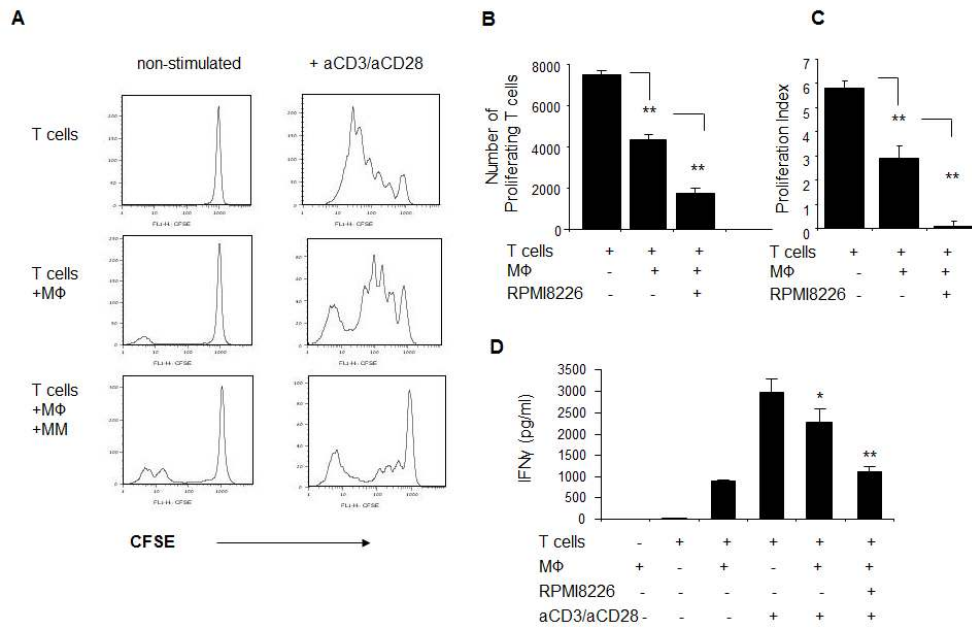 A
non-stimulated
+ aCD3/aCD28
T cells
T cells
+MΦ
T cells
+MΦ
+MM
CFSE
B
Number of
Proliferating T cells
8000
6000
4000
2000
0
**
**
T cells + + +
MΦ - + +
RPMI8226 - - +
C
Proliferation Index
7
6
5
4
3
2
1
0
**
**
T cells + + +
MΦ - + +
RPMI8226 - - +
D
IFNγ (pg/ml)
3500
3000
2500
2000
1500
1000
500
0
*
**
T cells - + + + + +
MΦ + - + - + +
RPMI8226 - - - - - +
aCD3/aCD28 - - - + + +